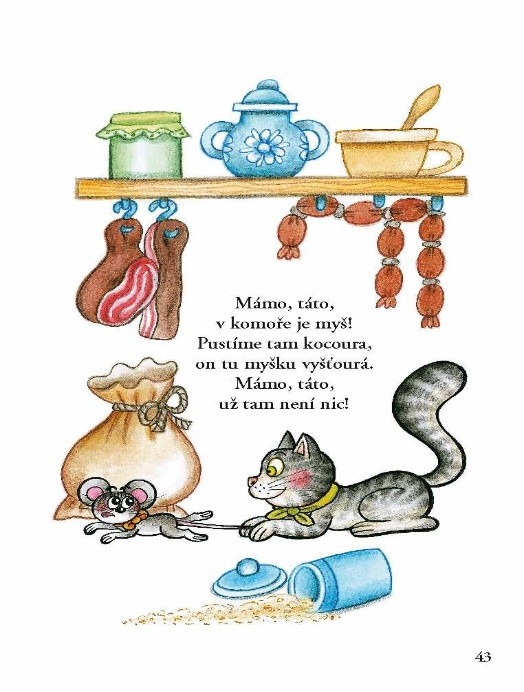 Mámo, táto,
v komoře je myš!
Pustíme tam kocoura,
on tu myšku vyšťourá.
Mámo, táto,
už tam není nic!
43